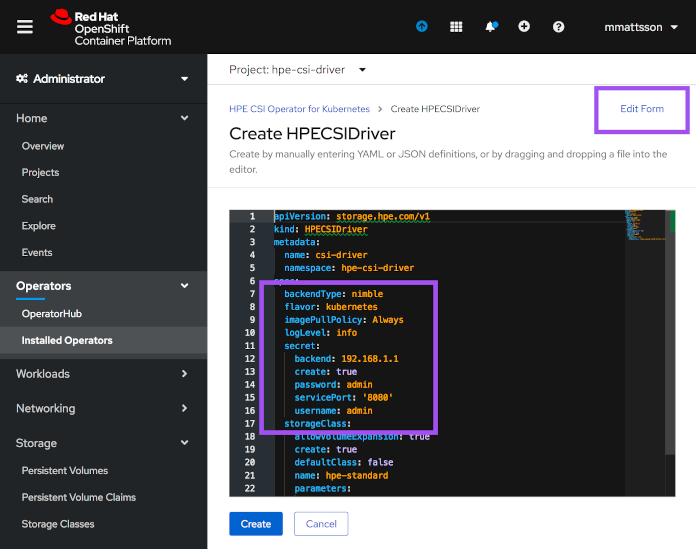 Red Hat
OpenShift
Container Platform
mmattsson
Administrator
Home
Overview
Projects
Search
Explore
Events
Operators
OperatorHub
Installed Operators
Workloads
Networking
Storage
Persistent Volumes
Persistent Volume Claims
Storage Classes
Project: hpe-csi-driver
HPE CSI Operator for Kubernetes > Create HPECSIDriver
Edit Form
Create HPECSIDriver
Create by manually entering YAML or JSON definitions, or by dragging and dropping a file into the
editor.
1 apiVersion: storage.hpe.com/v1
2 kind: HPECSIDriver
3 metadata:
4 name: csi-driver
5 namespace: hpe-csi-driver
6 spec:
7 backendType: nimble
8 flavor: kubernetes
9 imagePullPolicy: Always
10 logLevel: info
11 secret:
12 backend: 192.168.1.1
13 create: true
14 password: admin
15 servicePort: '8080'
16 username: admin
17 storageClass:
18 allowVolumeExpansion: true
19 create: true
20 defaultClass: false
21 name: hpe-standard
22 parameters:
Create
Cancel